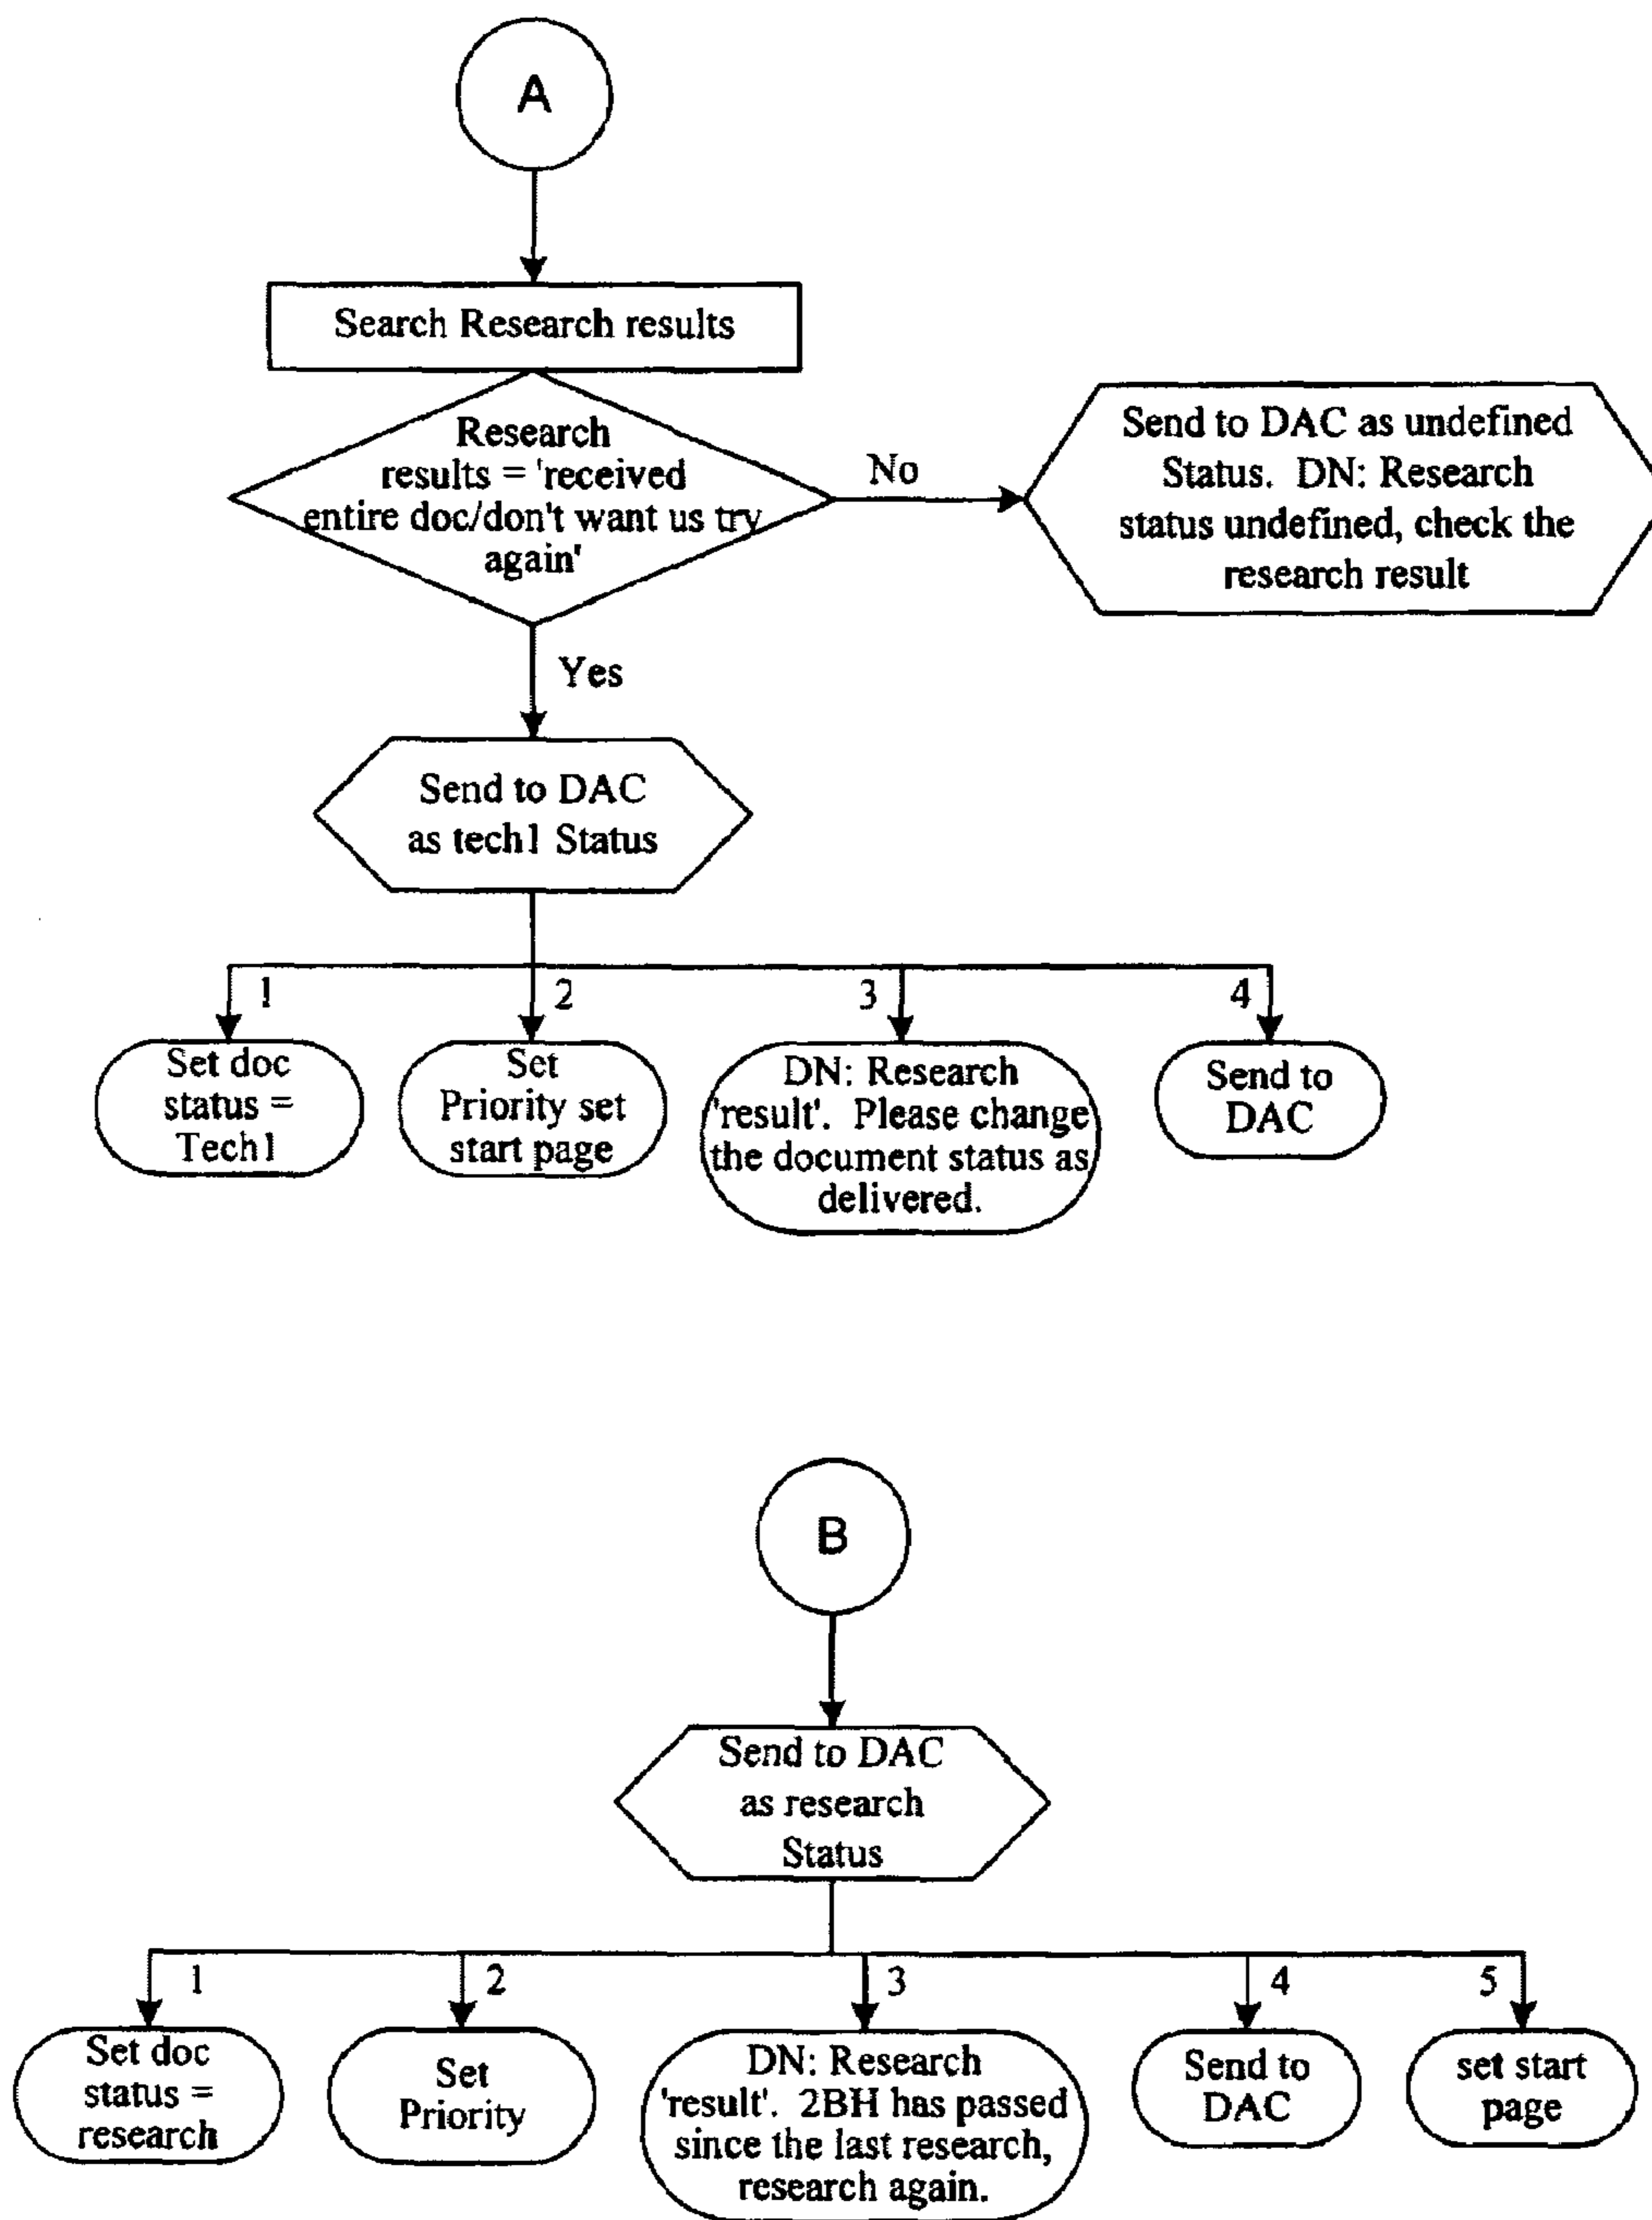 A
Search Research results
Research
results = 'received
entire doc/don't want us try
again'
No
Send to DAC as undefined
Status. DN: Research
status undefined, check the
research result
Yes
Send to DAC
as tech1 Status
1
2
3
4
Set doc
status =
Tech1
Set
Priority set
start page
DN: Research
'result'. Please change
the document status as
delivered.
Send to
DAC
B
Send to DAC
as research
Status
1
2
3
4
5
Set doc
status =
research
Set
Priority
DN: Research
'result'. 2BH has passed
since the last research,
research again.
Send to
DAC
set start
page